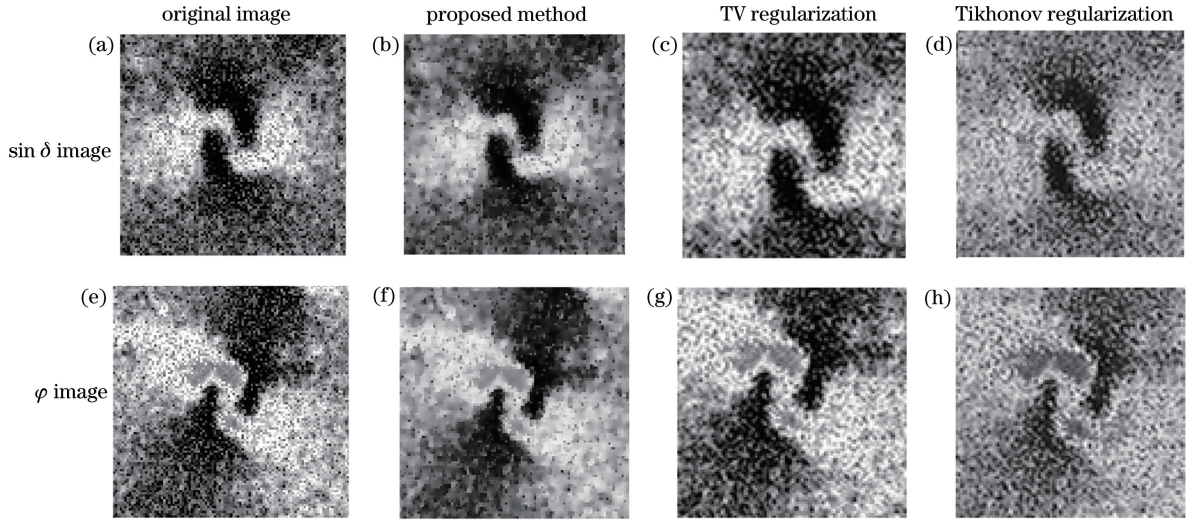 original image
proposed method
TV regularization
Tikhonov regularization
(a)
(b)
(c)
(d)
sin δ image
(e)
(f)
(g)
(h)
φ image